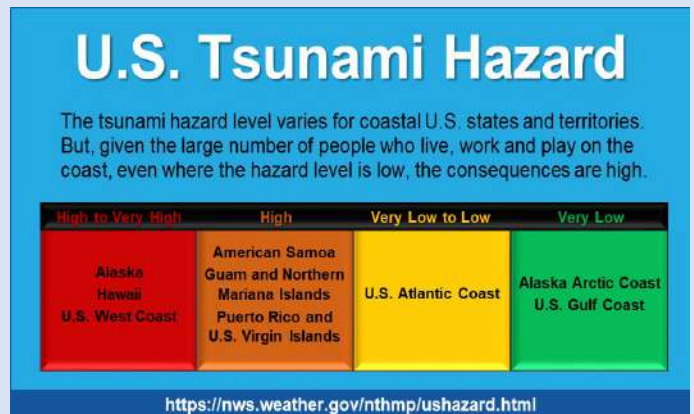 U.S. Tsunami Hazard
The tsunami hazard level varies for coastal U.S. states and territories.
But, given the large number of people who live, work and play on the
coast, even where the hazard level is low, the consequences are high.
High to Very High
High
Very Low to Low
Very Low
Alaska
Hawaii
U.S. West Coast
American Samoa
Guam and Northern
Mariana Islands
Puerto Rico and
U.S. Virgin Islands
U.S. Atlantic Coast
Alaska Arctic Coast
U.S. Gulf Coast
https://nws.weather.gov/nthmp/ushazard.html